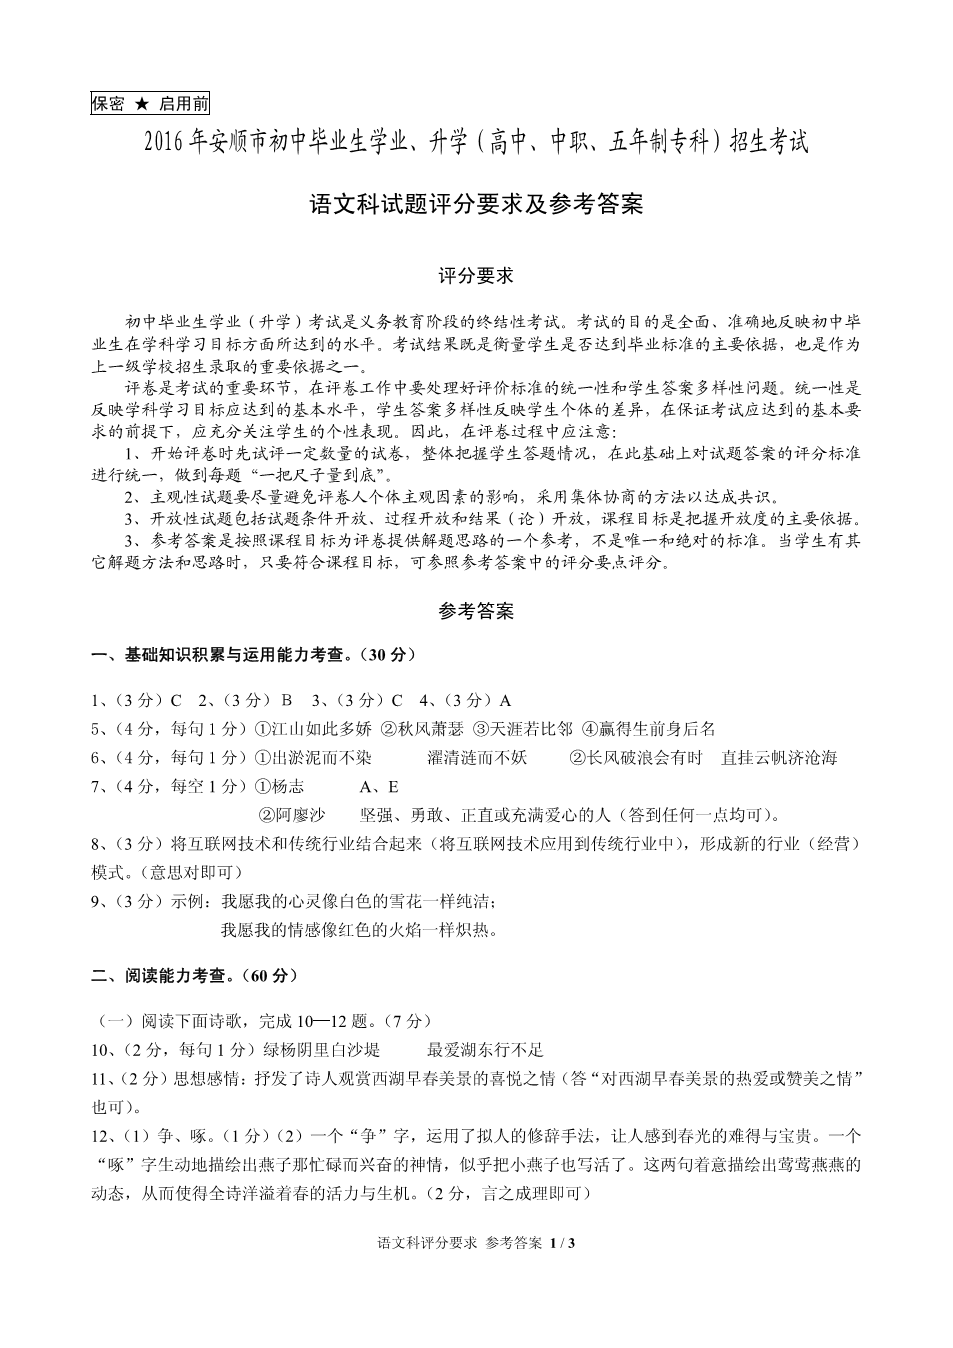 保密 ★ 启用前
2016 年安顺市初中毕业生学业、升学（高中、中职、五年制专科）招生考试
语文科试题评分要求及参考答案
评分要求
初中毕业生学业（升学）考试是义务教育阶段的终结性考试。考试的目的是全面、准确地反映初中毕
业生在学科学习目标方面所达到的水平。考试结果既是衡量学生是否达到毕业标准的主要依据，也是作为
上一级学校招生录取的重要依据之一。
评卷是考试的重要环节，在评卷工作中要处理好评价标准的统一性和学生答案多样性问题。统一性是
反映学科学习目标应达到的基本水平，学生答案多样性反映学生个体的差异，在保证考试应达到的基本要
求的前提下，应充分关注学生的个性表现。因此，在评卷过程中应注意：
1、开始评卷时先试评一定数量的试卷，整体把握学生答题情况，在此基础上对试题答案的评分标准
进行统一，做到每题“一把尺子量到底”。
2、主观性试题要尽量避免评卷人个体主观因素的影响，采用集体协商的方法以达成共识。
3、开放性试题包括试题条件开放、过程开放和结果（论）开放，课程目标是把握开放度的主要依据。
3、参考答案是按照课程目标为评卷提供解题思路的一个参考，不是唯一和绝对的标准。当学生有其
它解题方法和思路时，只要符合课程目标，可参照参考答案中的评分要点评分。
参考答案
一、基础知识积累与运用能力考查。（30 分）
1、（3 分）C 2、（3 分）B 3、（3 分）C 4、（3 分）A
5、（4 分，每句 1 分）①江山如此多娇 ②秋风萧瑟 ③天涯若比邻 ④赢得生前身后名
6、（4 分，每句 1 分）①出淤泥而不染 濯清涟而不妖 ②长风破浪会有时 直挂云帆济沧海
7、（4 分，每空 1 分）①杨志 A、E
②阿廖沙 坚强、勇敢、正直或充满爱心的人（答到任何一点均可）。
8、（3 分）将互联网技术和传统行业结合起来（将互联网技术应用到传统行业中），形成新的行业（经营）
模式。（意思对即可）
9、（3 分）示例：我愿我的心灵像白色的雪花一样纯洁；
我愿我的情感像红色的火焰一样炽热。
二、阅读能力考查。（60 分）
（一）阅读下面诗歌，完成 10—12 题。（7 分）
10、（2 分，每句 1 分）绿杨阴里白沙堤 最爱湖东行不足
11、（2 分）思想感情：抒发了诗人观赏西湖早春美景的喜悦之情（答“对西湖早春美景的热爱或赞美之情”
也可）。
12、（1）争、啄。（1 分）（2）一个“争”字，运用了拟人的修辞手法，让人感到春光的难得与宝贵。一个
“啄”字生动地描绘出燕子那忙碌而兴奋的神情，似乎把小燕子也写活了。这两句着意描绘出莺莺燕燕的
动态，从而使得全诗洋溢着春的活力与生机。（2 分，言之成理即可）
语文科评分要求 参考答案 1 / 3